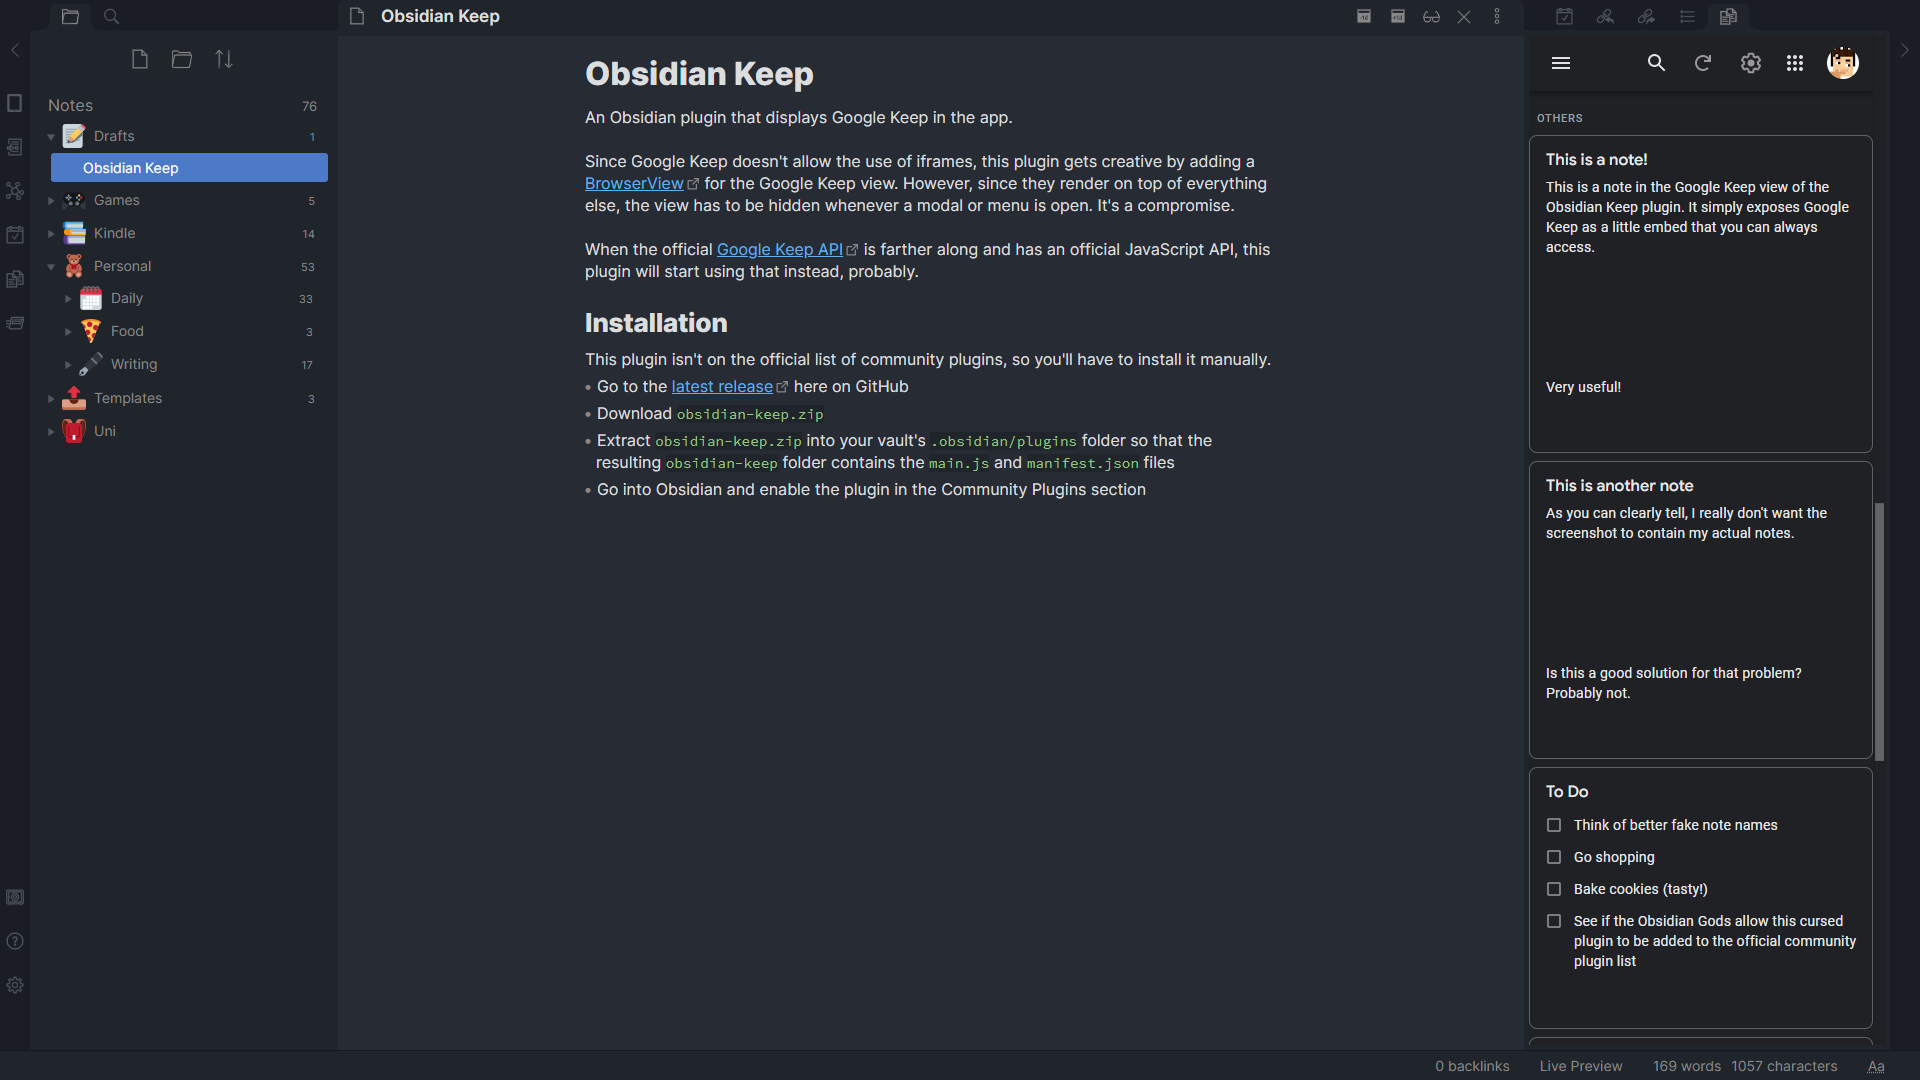 Obsidian Keep
Notes 76
Drafts 1
Obsidian Keep
Games 5
Kindle 14
Personal 53
Daily 33
Food 3
Writing 17
Templates 3
Uni
Obsidian Keep
An Obsidian plugin that displays Google Keep in the app.
Since Google Keep doesn't allow the use of iframes, this plugin gets creative by adding a
BrowserView for the Google Keep view. However, since they render on top of everything
else, the view has to be hidden whenever a modal or menu is open. It's a compromise.
When the official Google Keep API is farther along and has an official JavaScript API, this
plugin will start using that instead, probably.
Installation
This plugin isn't on the official list of community plugins, so you'll have to install it manually.
• Go to the latest release here on GitHub
• Download obsidian-keep.zip
• Extract obsidian-keep.zip into your vault's .obsidian/plugins folder so that the
resulting obsidian-keep folder contains the main.js and manifest.json files
• Go into Obsidian and enable the plugin in the Community Plugins section
OTHERS
This is a note!
This is a note in the Google Keep view of the
Obsidian Keep plugin. It simply exposes Google
Keep as a little embed that you can always
access.
Very useful!
This is another note
As you can clearly tell, I really don't want the
screenshot to contain my actual notes.
Is this a good solution for that problem?
Probably not.
To Do
Think of better fake note names
Go shopping
Bake cookies (tasty!)
See if the Obsidian Gods allow this cursed
plugin to be added to the official community
plugin list
0 backlinks Live Preview 169 words 1057 characters Aa